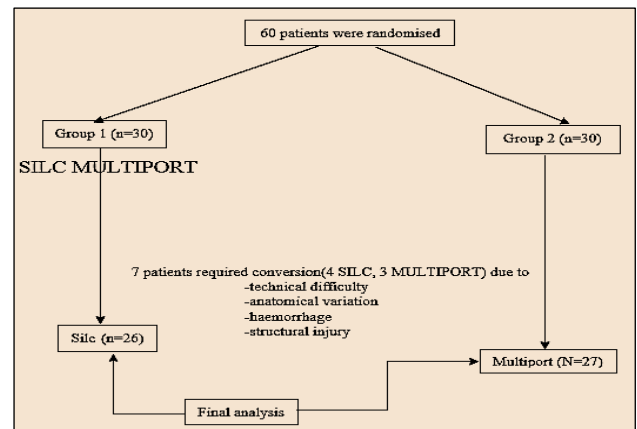 60 patients were randomised
Group 1 (n=30)
Group 2 (n=30)
SILC MULTIPORT
7 patients required conversion(4 SILC, 3 MULTIPORT) due to
-technical difficulty
-anatomical variation
-haemorrhage
-structural injury
Silc (n=26)
Multiport (N=27)
Final analysis